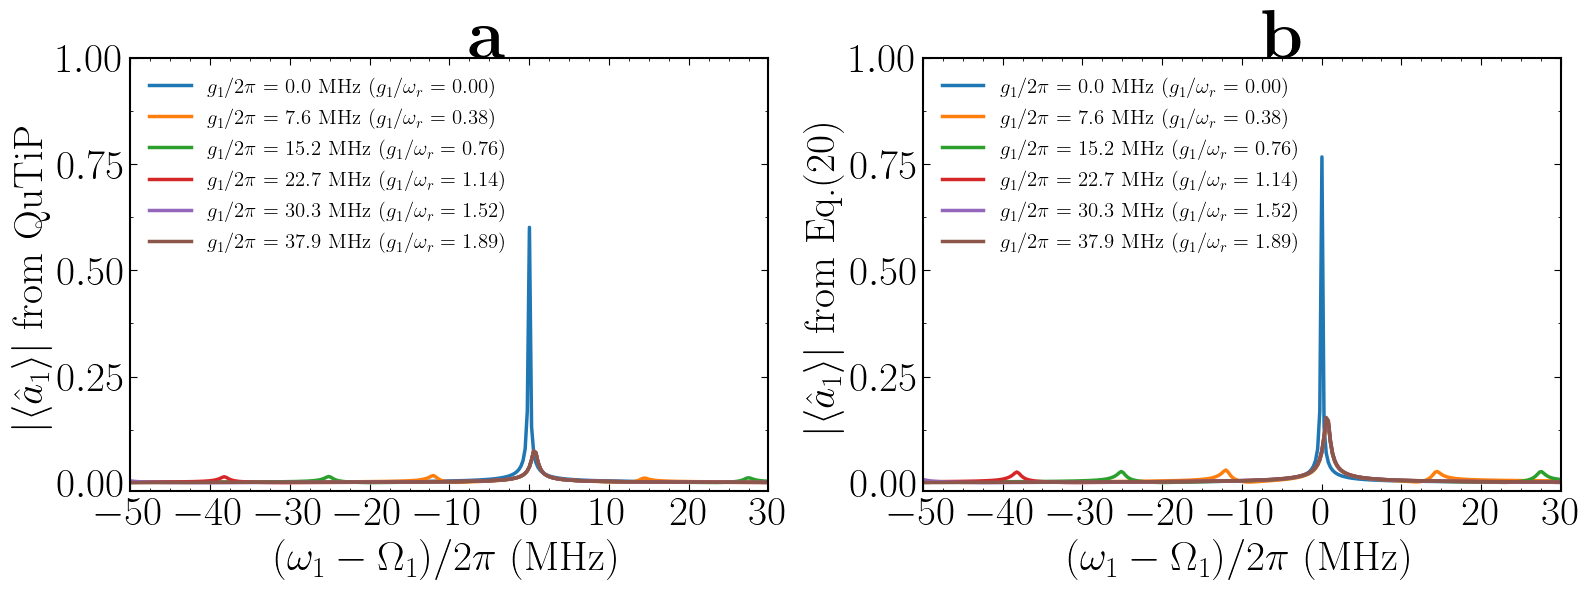 a
|⟨â₁⟩| from QuTiP
1.00
0.75
0.50
0.25
0.00
g₁/2π = 0.0 MHz (g₁/ωᵣ = 0.00)
g₁/2π = 7.6 MHz (g₁/ωᵣ = 0.38)
g₁/2π = 15.2 MHz (g₁/ωᵣ = 0.76)
g₁/2π = 22.7 MHz (g₁/ωᵣ = 1.14)
g₁/2π = 30.3 MHz (g₁/ωᵣ = 1.52)
g₁/2π = 37.9 MHz (g₁/ωᵣ = 1.89)
−50 −40 −30 −20 −10 0 10 20 30
(ω₁ − Ω₁)/2π (MHz)
b
|⟨â₁⟩| from Eq.(20)
1.00
0.75
0.50
0.25
0.00
g₁/2π = 0.0 MHz (g₁/ωᵣ = 0.00)
g₁/2π = 7.6 MHz (g₁/ωᵣ = 0.38)
g₁/2π = 15.2 MHz (g₁/ωᵣ = 0.76)
g₁/2π = 22.7 MHz (g₁/ωᵣ = 1.14)
g₁/2π = 30.3 MHz (g₁/ωᵣ = 1.52)
g₁/2π = 37.9 MHz (g₁/ωᵣ = 1.89)
−50 −40 −30 −20 −10 0 10 20 30
(ω₁ − Ω₁)/2π (MHz)